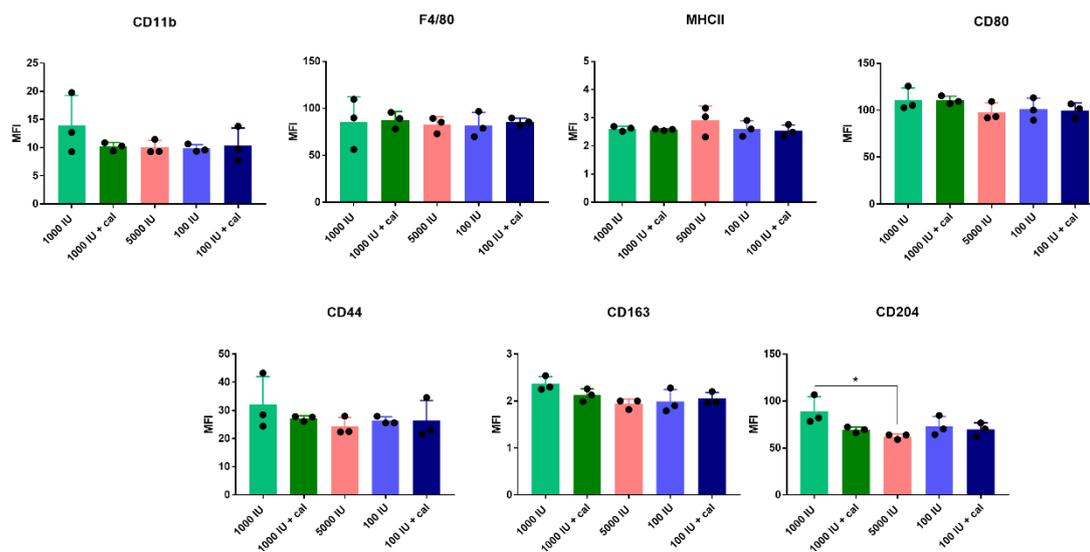 CD11b
F4/80
MHCII
CD80
25
20
15
10
5
0
MFI
1000 IU
1000 IU + cal
5000 IU
100 IU
100 IU + cal
150
100
50
0
MFI
1000 IU
1000 IU + cal
5000 IU
100 IU
100 IU + cal
5
4
3
2
1
0
MFI
1000 IU
1000 IU + cal
5000 IU
100 IU
100 IU + cal
150
100
50
0
MFI
1000 IU
1000 IU + cal
5000 IU
100 IU
100 IU + cal
CD44
CD163
CD204
50
40
30
20
10
0
MFI
1000 IU
1000 IU + cal
5000 IU
100 IU
100 IU + cal
3
2
1
0
MFI
1000 IU
1000 IU + cal
5000 IU
100 IU
100 IU + cal
150
100
50
0
MFI
*
1000 IU
1000 IU + cal
5000 IU
100 IU
100 IU + cal